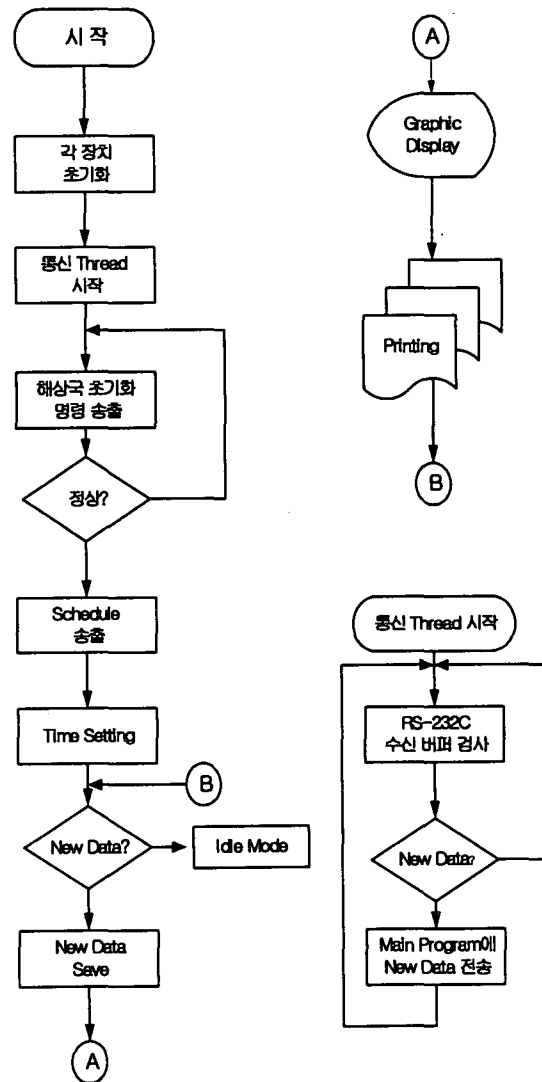 시 작
각 장치
초기화
통신 Thread
시작
해상국 초기화
명령 송출
정상?
Schedule
송출
Time Setting
B
New Data?
Idle Mode
New Data
Save
A
A
Graphic
Display
Printing
B
통신 Thread 시작
RS-232C
수신 버퍼 검사
New Data?
Main Program에
New Data 전송